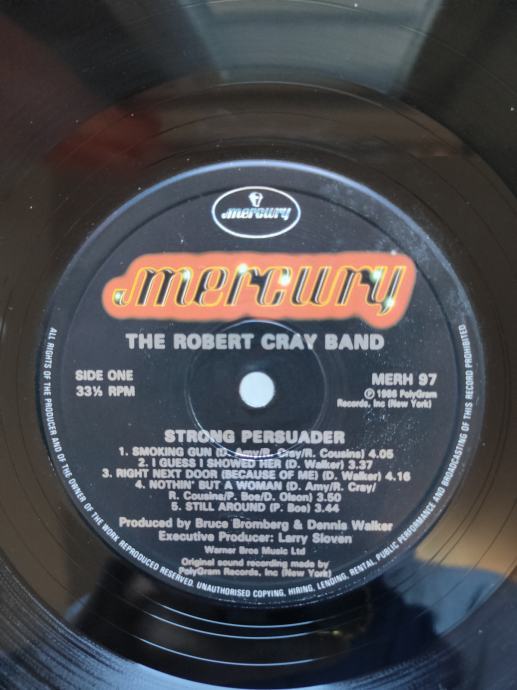 mercury
mercury
THE ROBERT CRAY BAND
SIDE ONE
33⅓ RPM
MERH 97
Ⓟ 1986 PolyGram
Records, Inc (New York)
STRONG PERSUADER
1. SMOKING GUN (D. Amy/R. Cray/R. Cousins) 4.05
2. I GUESS I SHOWED HER (D. Walker) 3.37
3. RIGHT NEXT DOOR (BECAUSE OF ME) (D. Walker) 4.16
4. NOTHIN' BUT A WOMAN (D. Amy/R. Cray/
R. Cousins/P. Boe/D. Olson) 3.50
5. STILL AROUND (P. Boe) 3.44
Produced by Bruce Bromberg & Dennis Walker
Executive Producer: Larry Sloven
Warner Bros Music Ltd
Original sound recording made by
PolyGram Records, Inc (New York)
ALL RIGHTS OF THE PRODUCER AND OF THE OWNER OF THE WORK REPRODUCED RESERVED. UNAUTHORISED COPYING, HIRING, LENDING, RENTAL, PUBLIC PERFORMANCE AND BROADCASTING OF THIS RECORD PROHIBITED.